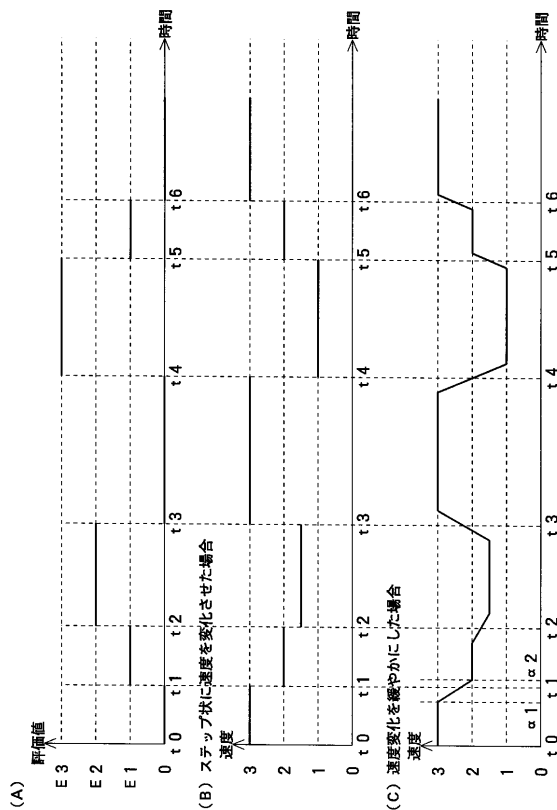 (A)
評価値
E3
E2
E1
0
t0 t1 t2 t3 t4 t5 t6
時間
(B) ステップ状に速度を変化させた場合
速度
3
2
1
0
t0 t1 t2 t3 t4 t5 t6
時間
(C) 速度変化を緩やかにした場合
速度
3
2
1
0
α1 α2
t0 t1 t2 t3 t4 t5 t6
時間